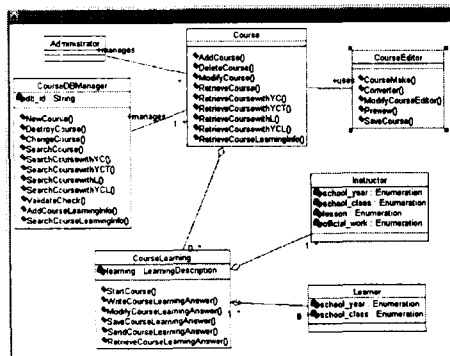 Course
AddCourse()
DeleteCourse()
ModifyCourse()
RetrieveCourse()
RetrieveCoursewithYC()
RetrieveCoursewithYCT()
RetrieveCoursewithL()
RetrieveCoursewithYCL()
RetrieveCourseLearningInfo()
Administrator
+manages
CourseDBManager
db_id : String
NewCourse()
DestroyCourse()
ChangeCourse()
SearchCourse()
SearchCoursewithYC()
SearchCoursewithYCT()
SearchCoursewithL()
SearchCoursewithYCL()
ValidateCheck()
AddCourseLearningInfo()
SearchCourseLearningInfo()
+manages
1..*
+uses
CourseEditor
CourseMake()
Converter()
ModifyCourseEditor()
Preview()
SaveCourse()
Instructor
school_year : Enumeration
school_class : Enumeration
lesson : Enumeration
official_work : Enumeration
0..*
CourseLearning
learning : LearningDescription
StartCourse()
WriteCourseLearningAnswer()
ModifyCourseLearningAnswer()
SaveCourseLearningAnswer()
SendCourseLearningAnswer()
RetrieveCourseLearningAnswer()
1..*
Learner
school_year : Enumeration
school_class : Enumeration